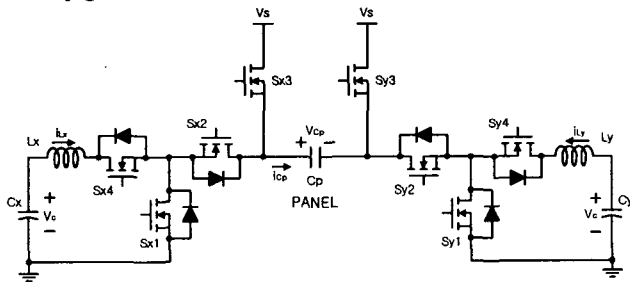 Vs
Vs
Sx3
Sy3
Lx
iLx
Sx2
VCp
+
−
Sy4
iLy
Ly
Sx4
iCp
Cp
Sy2
PANEL
Cx
+
Vc
−
Sx1
Sy1
+
Vc
−